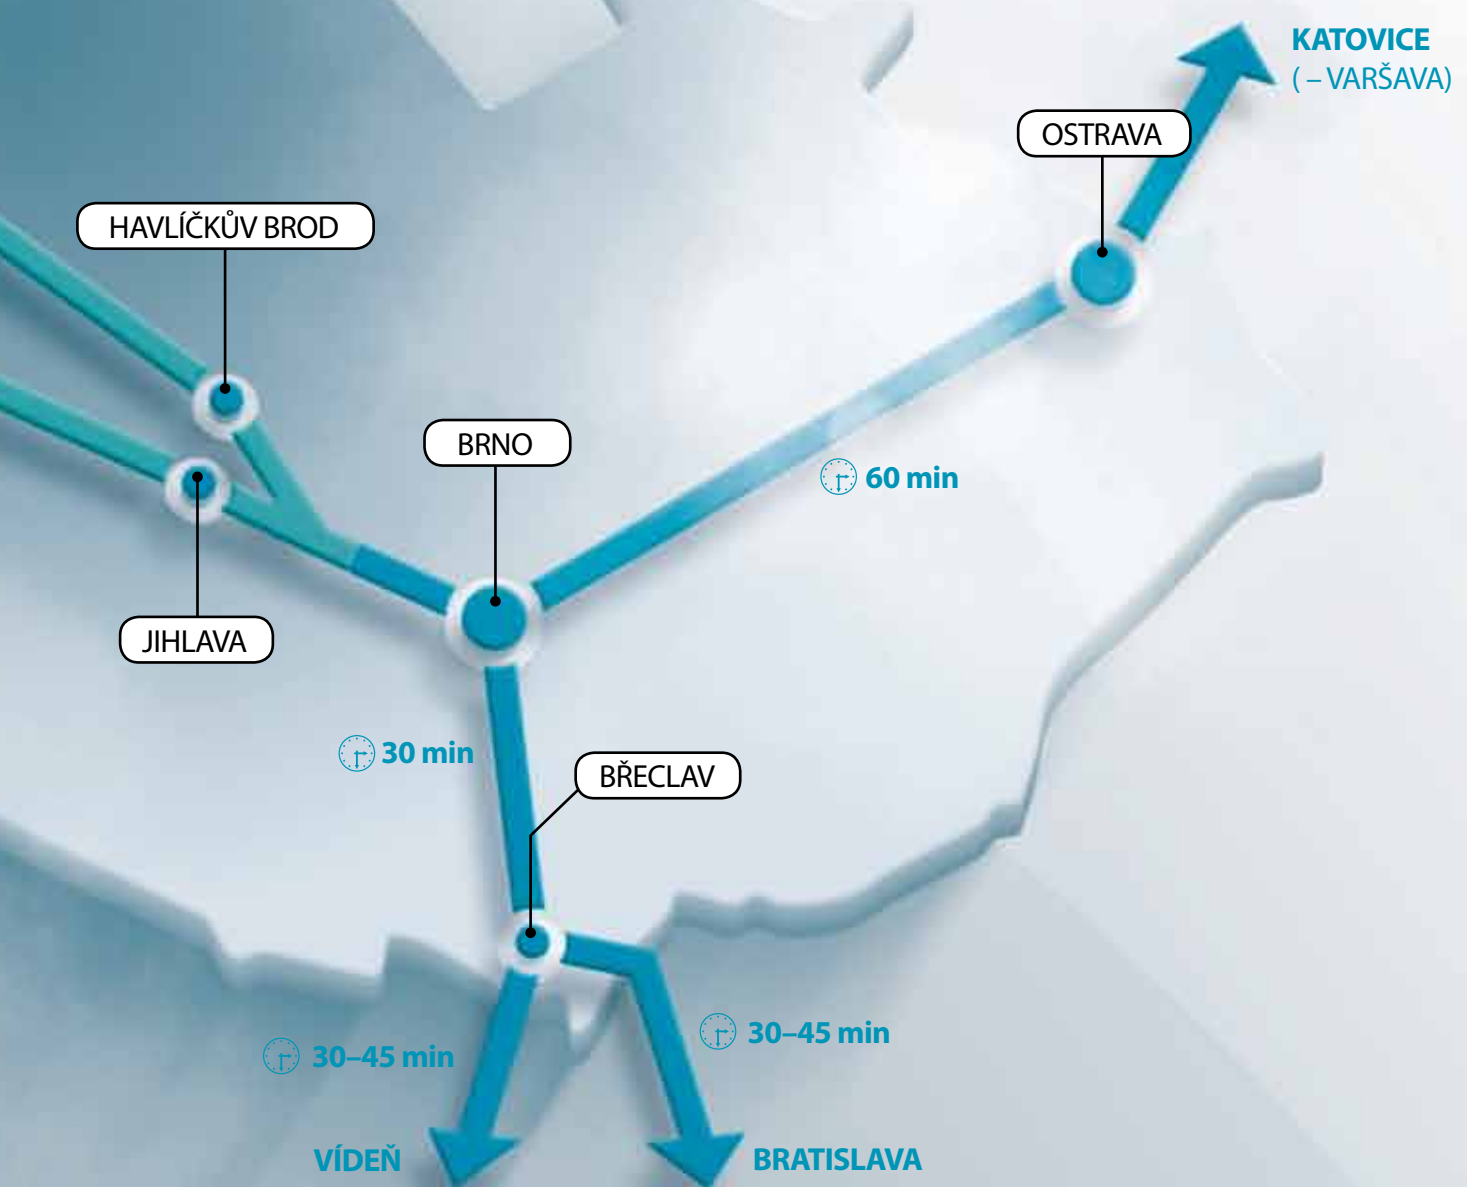 KATOVICE
( – VARŠAVA)
OSTRAVA
HAVLÍČKŮV BROD
BRNO
60 min
JIHLAVA
30 min
BŘECLAV
30–45 min
30–45 min
VÍDEŇ
BRATISLAVA